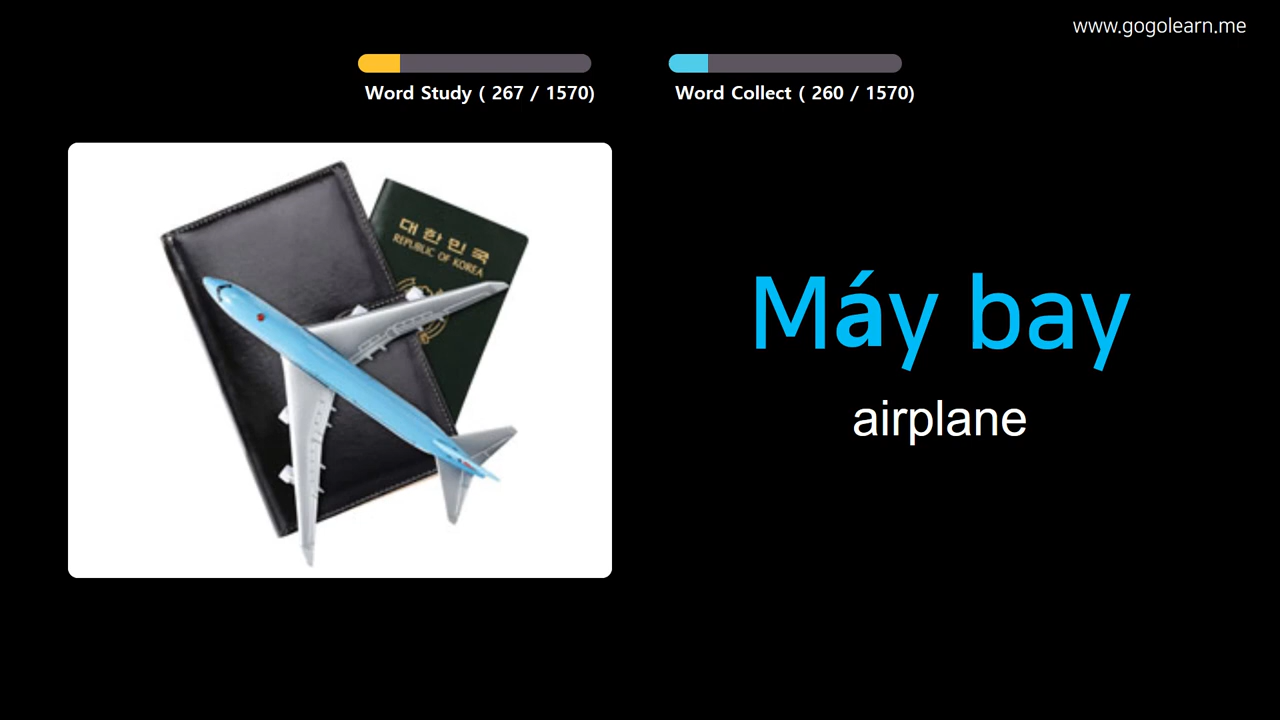 www.gogolearn.me
Word Study ( 267 / 1570)
Word Collect ( 260 / 1570)
대한민국
REPUBLIC OF KOREA
Máy bay
airplane